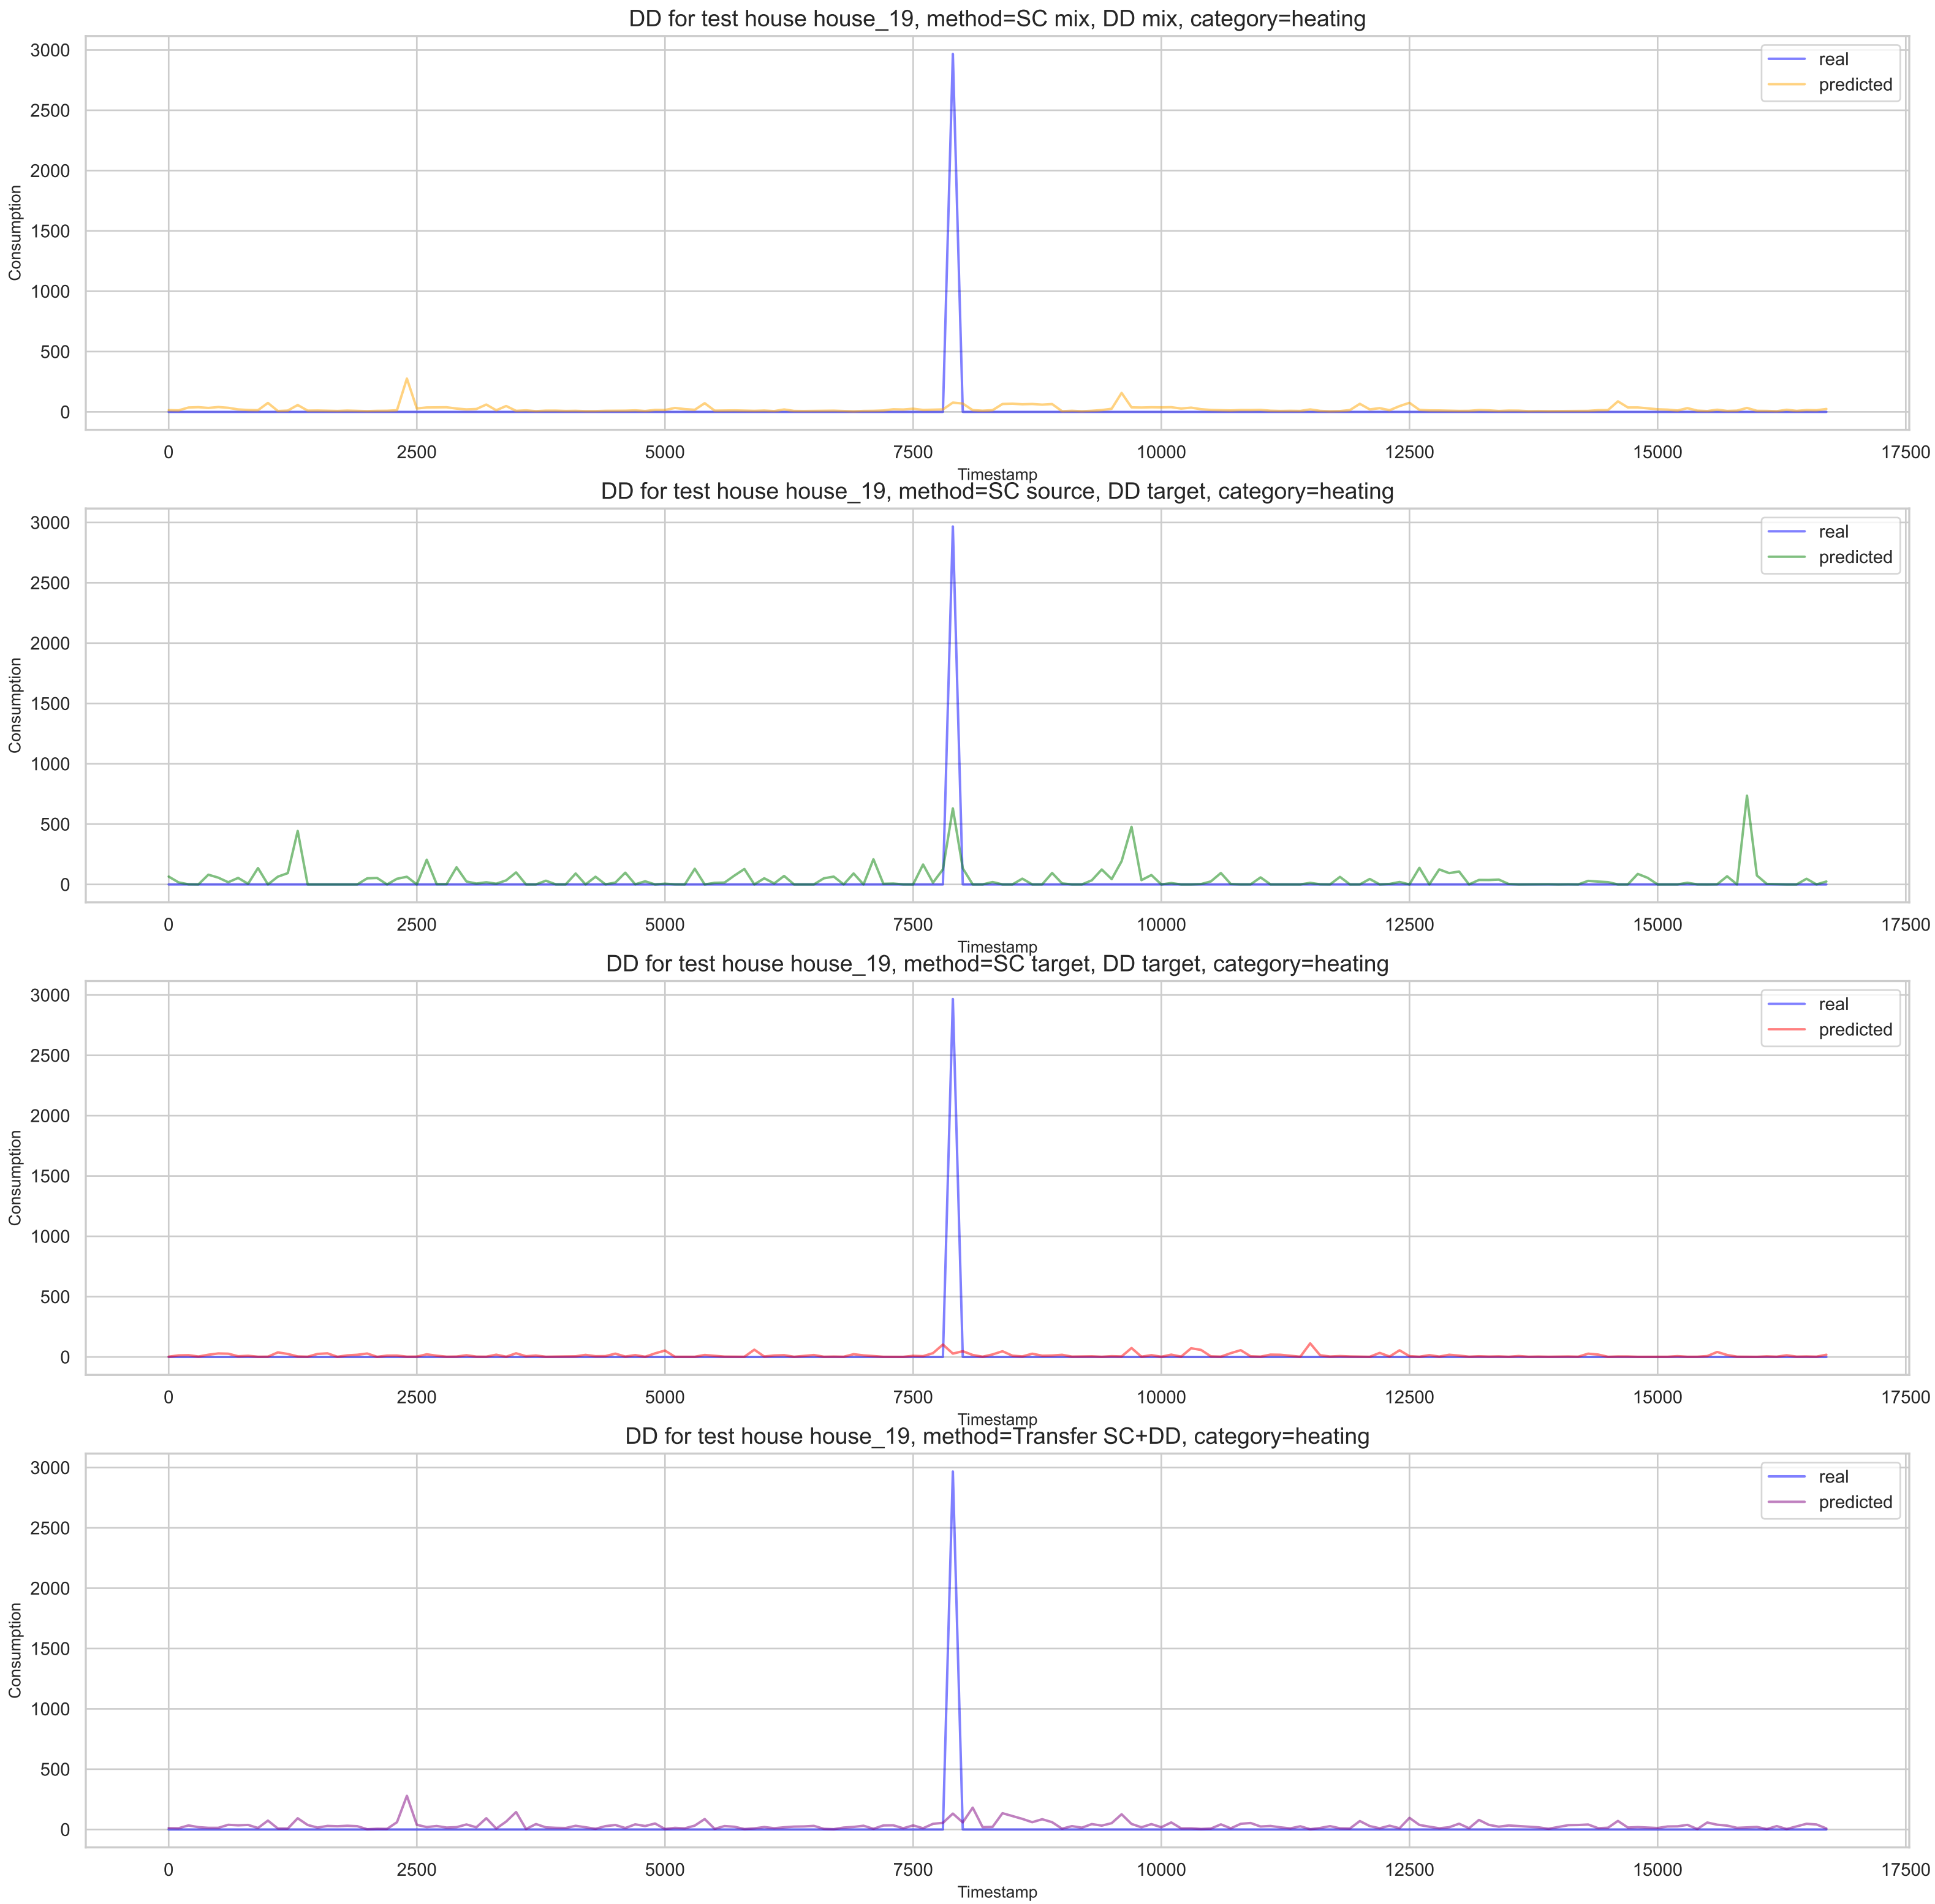 DD for test house house_19, method=SC mix, DD mix, category=heating
3000
2500
2000
1500
1000
500
0
Consumption
real
predicted
0 2500 5000 7500 10000 12500 15000 17500
Timestamp
DD for test house house_19, method=SC source, DD target, category=heating
3000
2500
2000
1500
1000
500
0
Consumption
real
predicted
0 2500 5000 7500 10000 12500 15000 17500
Timestamp
DD for test house house_19, method=SC target, DD target, category=heating
3000
2500
2000
1500
1000
500
0
Consumption
real
predicted
0 2500 5000 7500 10000 12500 15000 17500
Timestamp
DD for test house house_19, method=Transfer SC+DD, category=heating
3000
2500
2000
1500
1000
500
0
Consumption
real
predicted
0 2500 5000 7500 10000 12500 15000 17500
Timestamp